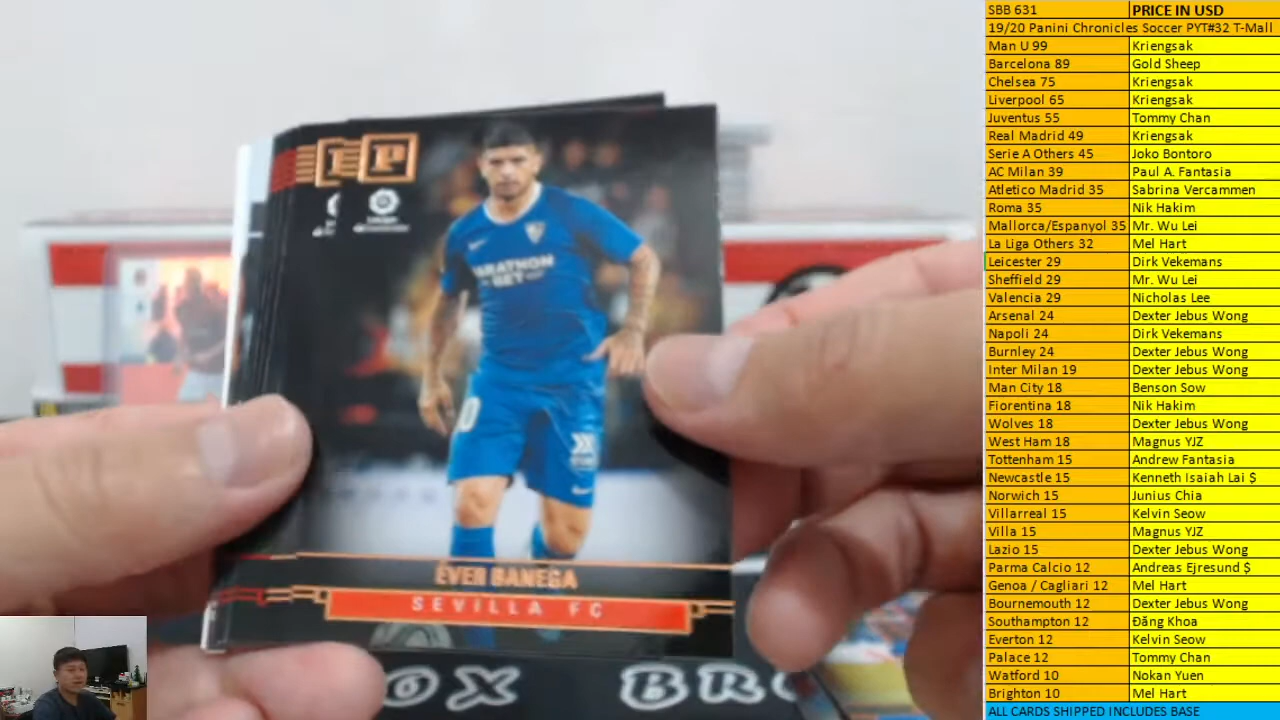 P
LaLiga
MARATHON
BET
ÉVER BANEGA
SEVILLA FC
OX BR
SBB 631 PRICE IN USD
19/20 Panini Chronicles Soccer PYT#32 T-Mall
Man U 99 Kriengsak
Barcelona 89 Gold Sheep
Chelsea 75 Kriengsak
Liverpool 65 Kriengsak
Juventus 55 Tommy Chan
Real Madrid 49 Kriengsak
Serie A Others 45 Joko Bontoro
AC Milan 39 Paul A. Fantasia
Atletico Madrid 35 Sabrina Vercammen
Roma 35 Nik Hakim
Mallorca/Espanyol 35 Mr. Wu Lei
La Liga Others 32 Mel Hart
Leicester 29 Dirk Vekemans
Sheffield 29 Mr. Wu Lei
Valencia 29 Nicholas Lee
Arsenal 24 Dexter Jebus Wong
Napoli 24 Dirk Vekemans
Burnley 24 Dexter Jebus Wong
Inter Milan 19 Dexter Jebus Wong
Man City 18 Benson Sow
Fiorentina 18 Nik Hakim
Wolves 18 Dexter Jebus Wong
West Ham 18 Magnus YJZ
Tottenham 15 Andrew Fantasia
Newcastle 15 Kenneth Isaiah Lai $
Norwich 15 Junius Chia
Villarreal 15 Kelvin Seow
Villa 15 Magnus YJZ
Lazio 15 Dexter Jebus Wong
Parma Calcio 12 Andreas Ejresund $
Genoa / Cagliari 12 Mel Hart
Bournemouth 12 Dexter Jebus Wong
Southampton 12 Đăng Khoa
Everton 12 Kelvin Seow
Palace 12 Tommy Chan
Watford 10 Nokan Yuen
Brighton 10 Mel Hart
ALL CARDS SHIPPED INCLUDES BASE